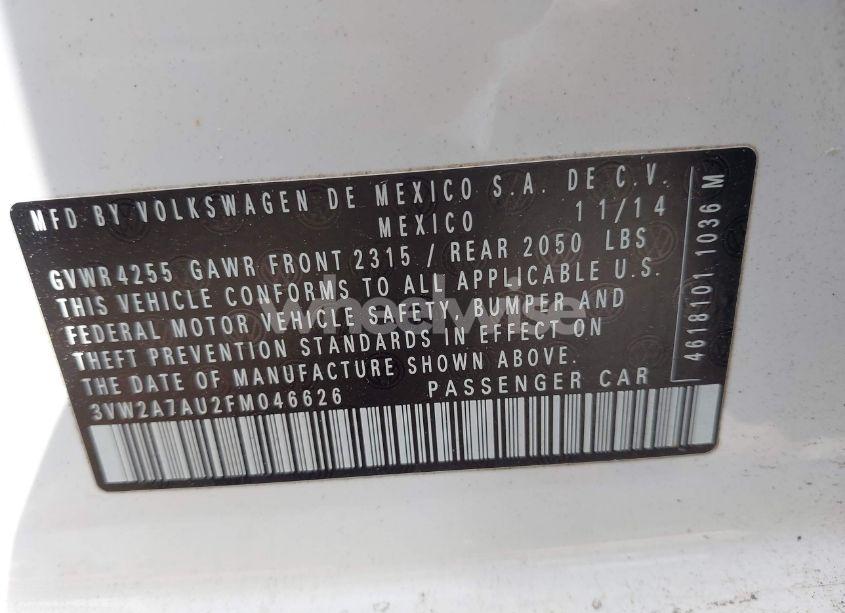 MFD BY VOLKSWAGEN DE MEXICO S.A. DE C.V.
MEXICO 11/14
GVWR 4255 GAWR FRONT 2315 / REAR 2050 LBS
THIS VEHICLE CONFORMS TO ALL APPLICABLE U.S.
FEDERAL MOTOR VEHICLE SAFETY, BUMPER AND
THEFT PREVENTION STANDARDS IN EFFECT ON
THE DATE OF MANUFACTURE SHOWN ABOVE.
3VW2A7AU2FM046626 PASSENGER CAR
4618101 1036 M
wheelwise